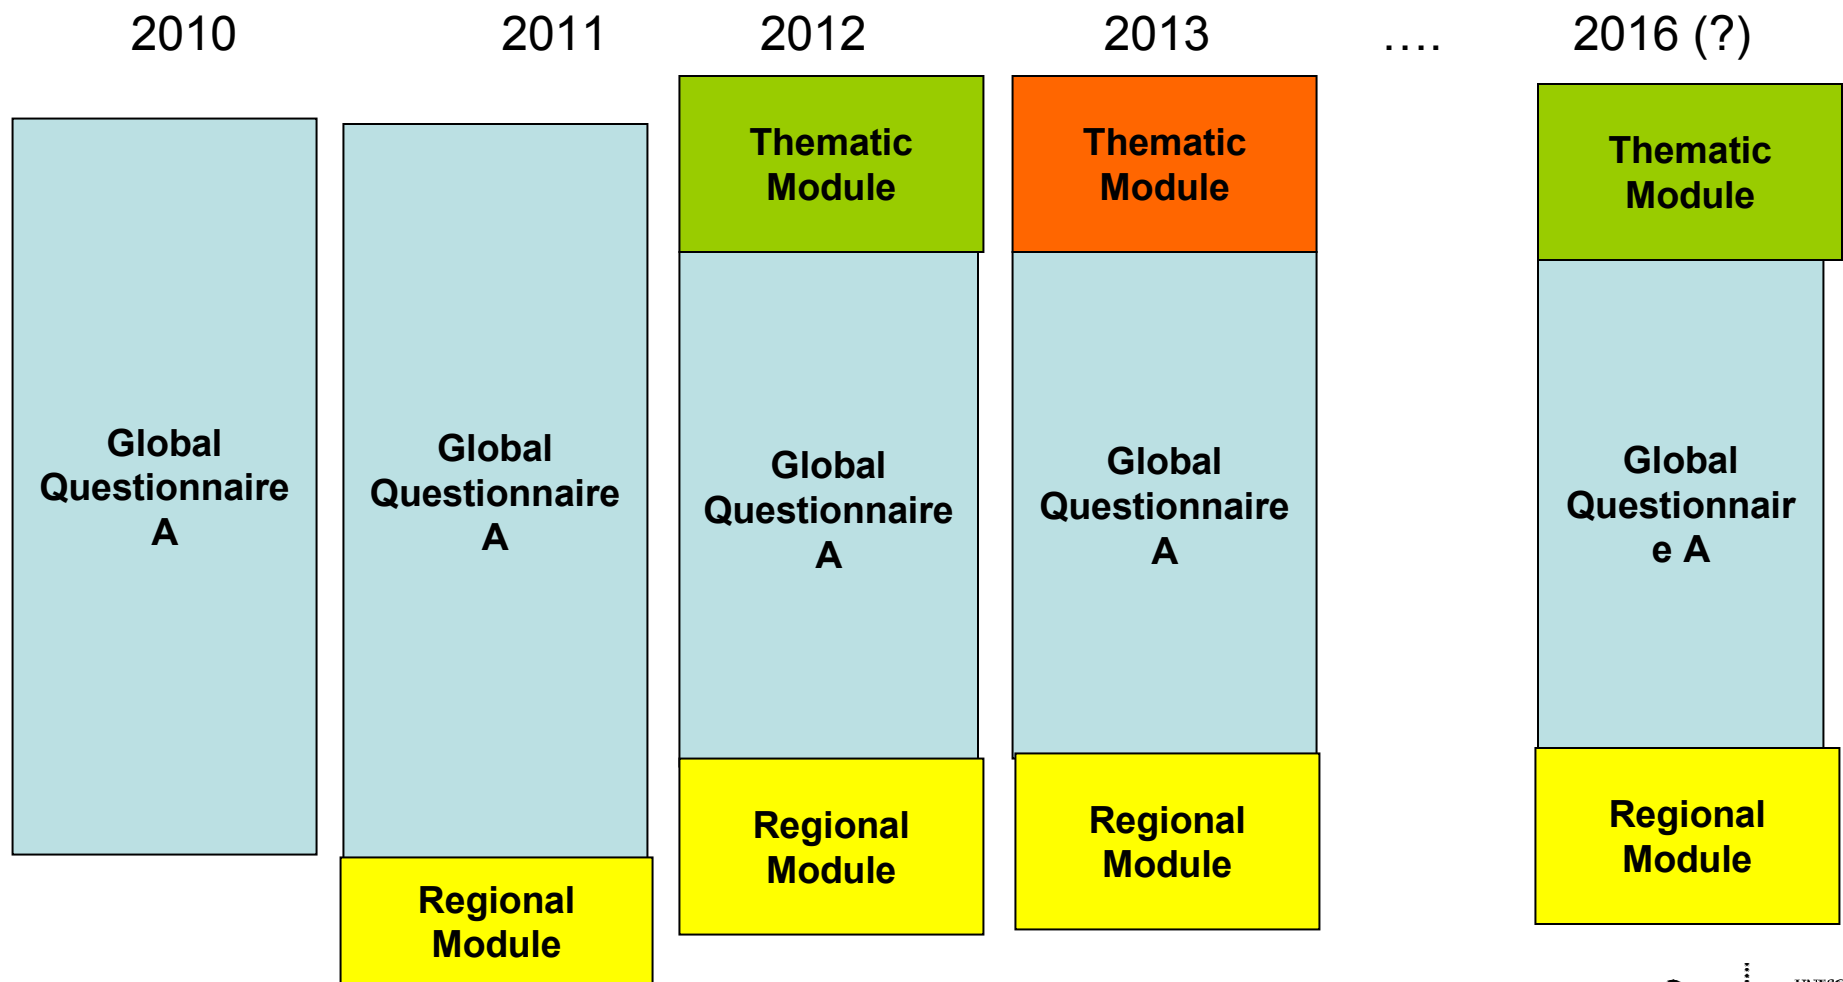 2010
2011
2012
2013
....
2016 (?)
Global
Questionnaire
A
Global
Questionnaire
A
Regional
Module
Thematic
Module
Global
Questionnaire
A
Regional
Module
Thematic
Module
Global
Questionnaire
A
Regional
Module
Thematic
Module
Global
Questionnair
e A
Regional
Module